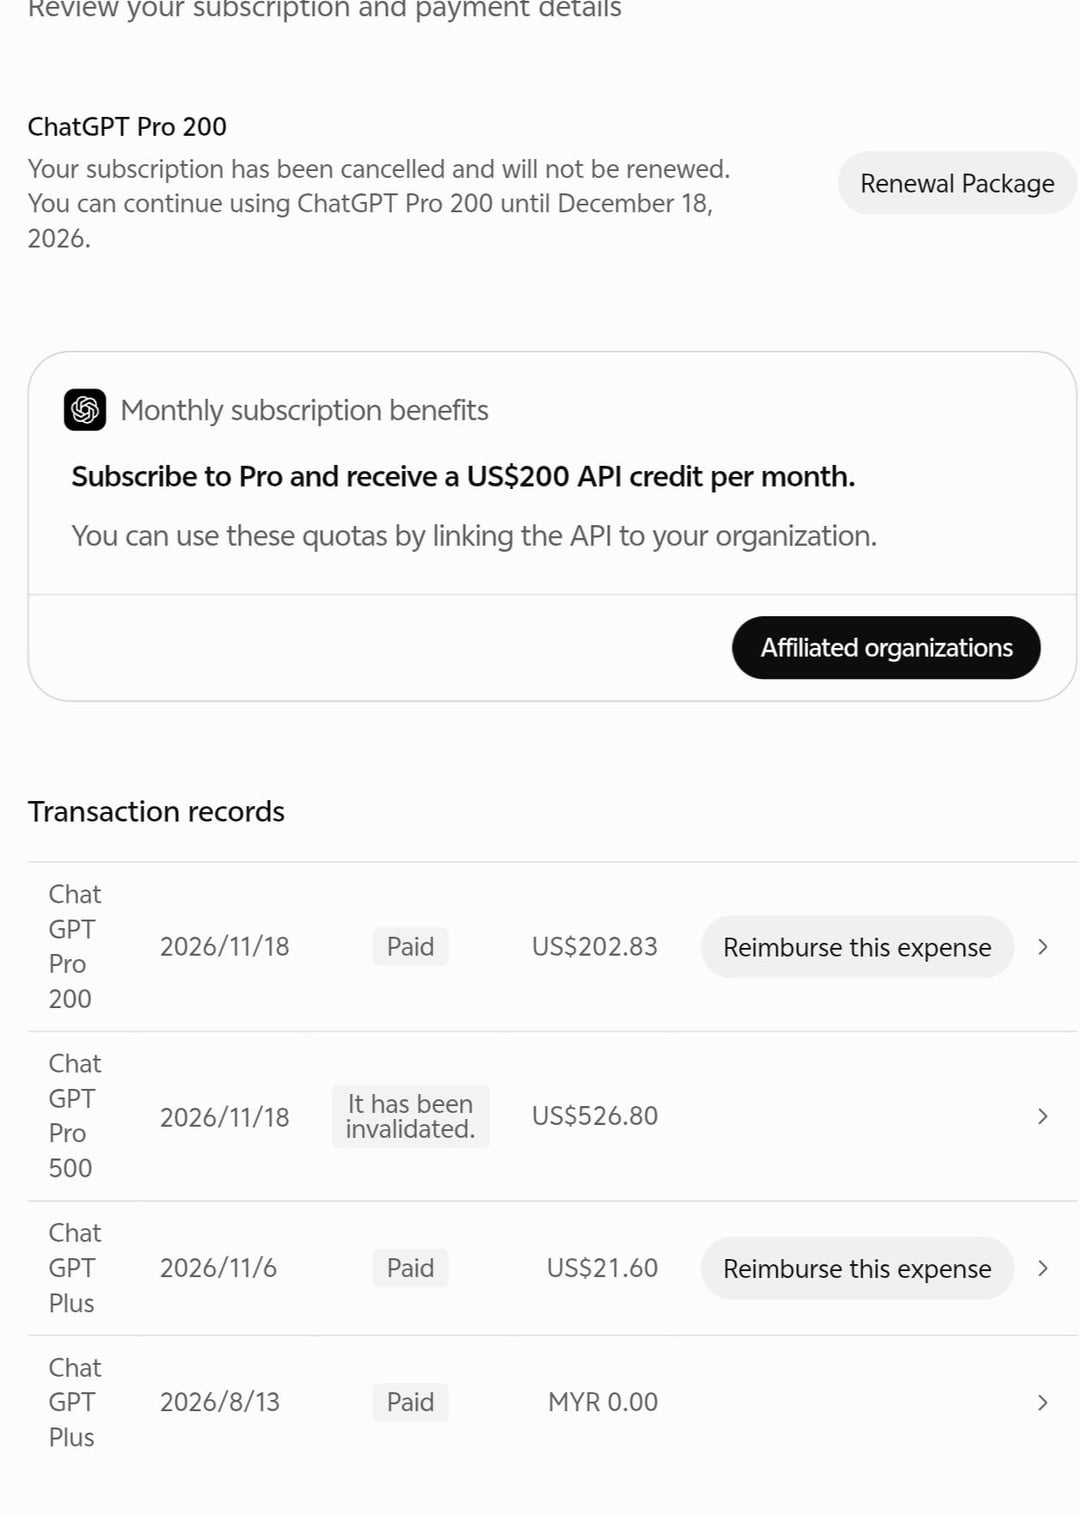 Review your subscription and payment details
ChatGPT Pro 200
Your subscription has been cancelled and will not be renewed.
You can continue using ChatGPT Pro 200 until December 18,
2026.
Renewal Package
Monthly subscription benefits
Subscribe to Pro and receive a US$200 API credit per month.
You can use these quotas by linking the API to your organization.
Affiliated organizations
Transaction records
Chat
GPT
Pro
200
2026/11/18
Paid
US$202.83
Reimburse this expense
Chat
GPT
Pro
500
2026/11/18
It has been
invalidated.
US$526.80
Chat
GPT
Plus
2026/11/6
Paid
US$21.60
Reimburse this expense
Chat
GPT
Plus
2026/8/13
Paid
MYR 0.00